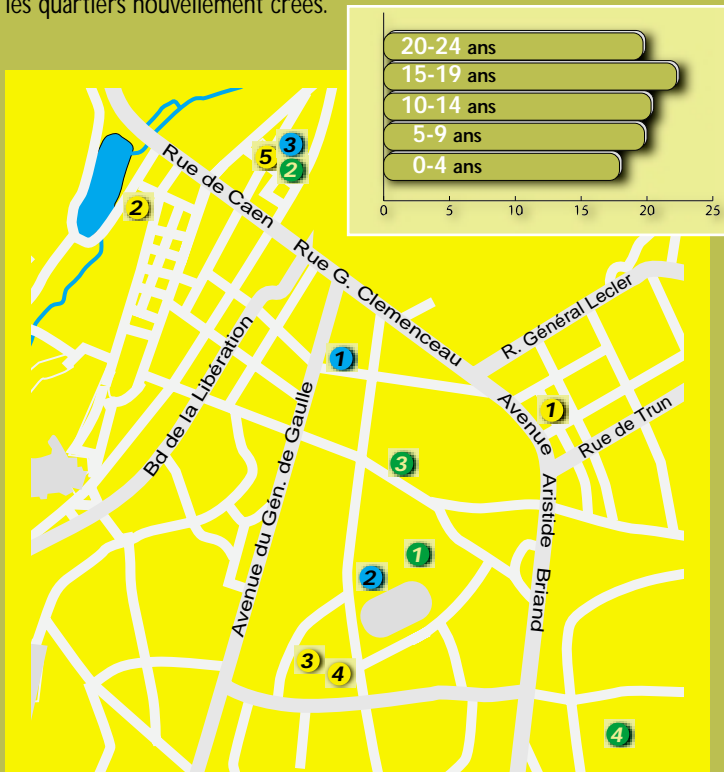 les quartiers nouvellement créés.
20-24 ans
15-19 ans
10-14 ans
5-9 ans
0-4 ans
0 5 10 15 20 25
5
3
2
2
Rue de Caen
Rue G. Clemenceau
R. Général Lecler
Bd de la Libération
1
Avenue du Gén. de Gaulle
1
Avenue Aristide Briand
Rue de Trun
3
1
2
3
4
4